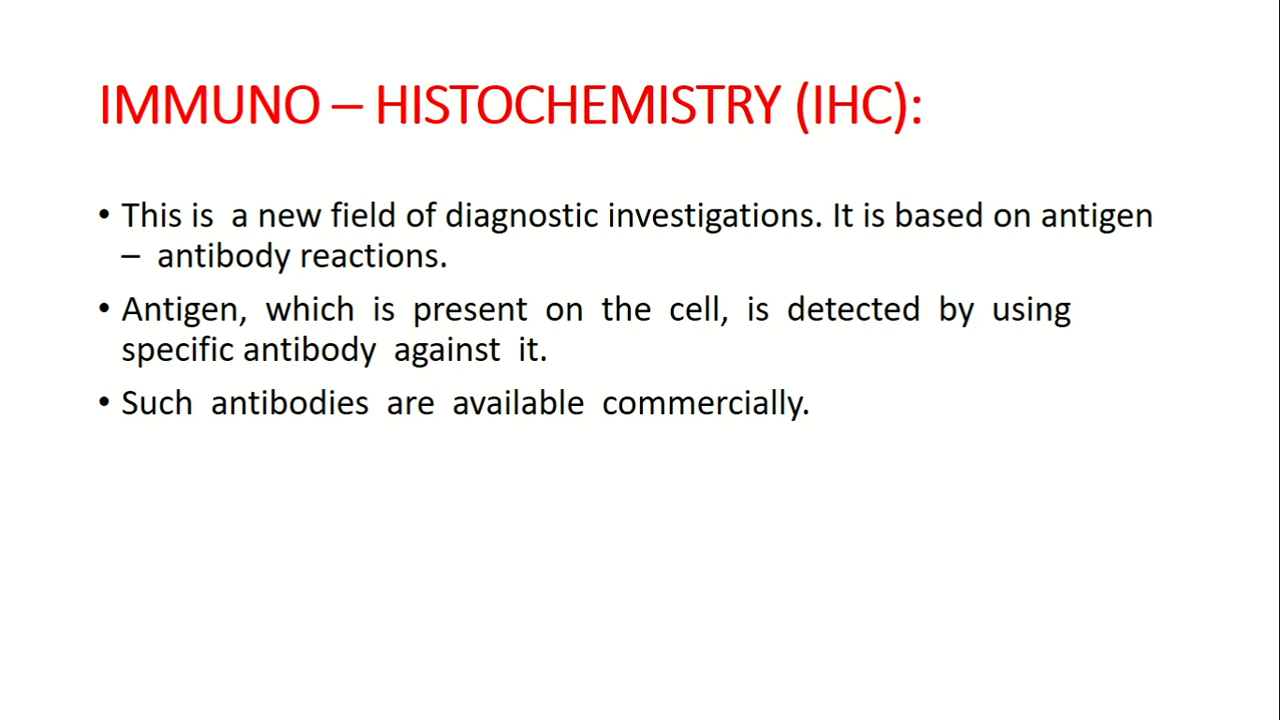 IMMUNO – HISTOCHEMISTRY (IHC):
• This is a new field of diagnostic investigations. It is based on antigen
– antibody reactions.
• Antigen, which is present on the cell, is detected by using
specific antibody against it.
• Such antibodies are available commercially.